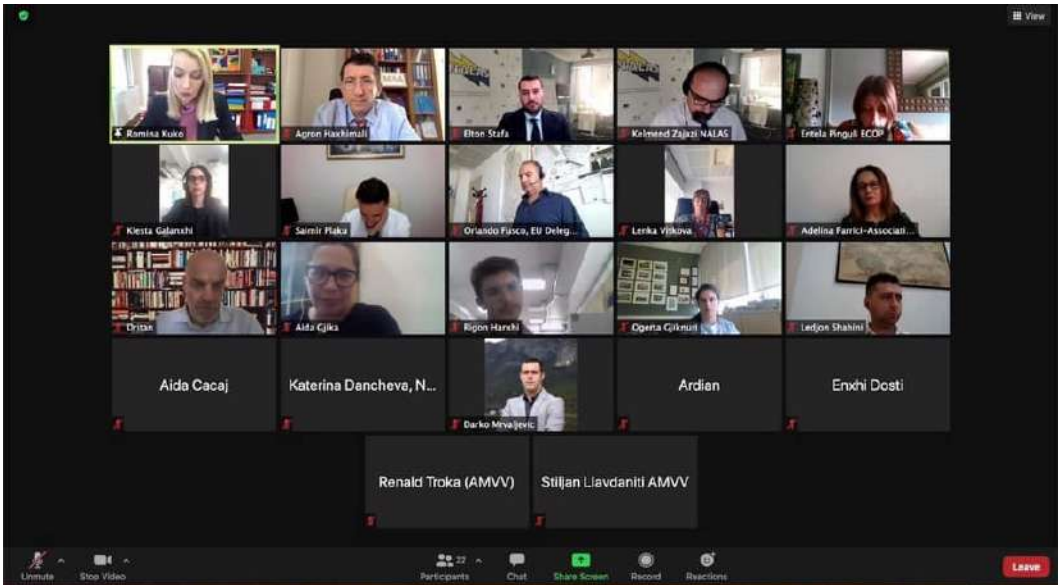 View
Romina Kuko
Agron Haxhimali
Elton Stafa
Kelmend Zajazi NALAS
Entela Pinguli ECOP
Klesta Galanxhi
Saimir Plaka
Orlando Fusco, EU Deleg...
Lenka Vitkova
Adelina Farrici-Associati...
Dritan
Aida Gjika
Rigon Harxhi
Ogerta Gjiknuri
Ledjon Shahini
Aida Cacaj
Katerina Dancheva, N...
Darko Mrvaljevic
Ardian
Enxhi Dosti
Renald Troka (AMVV)
Stiljan Llavdaniti AMVV
Unmute
Stop Video
22
Participants
Chat
Share Screen
Record
Reactions
Leave